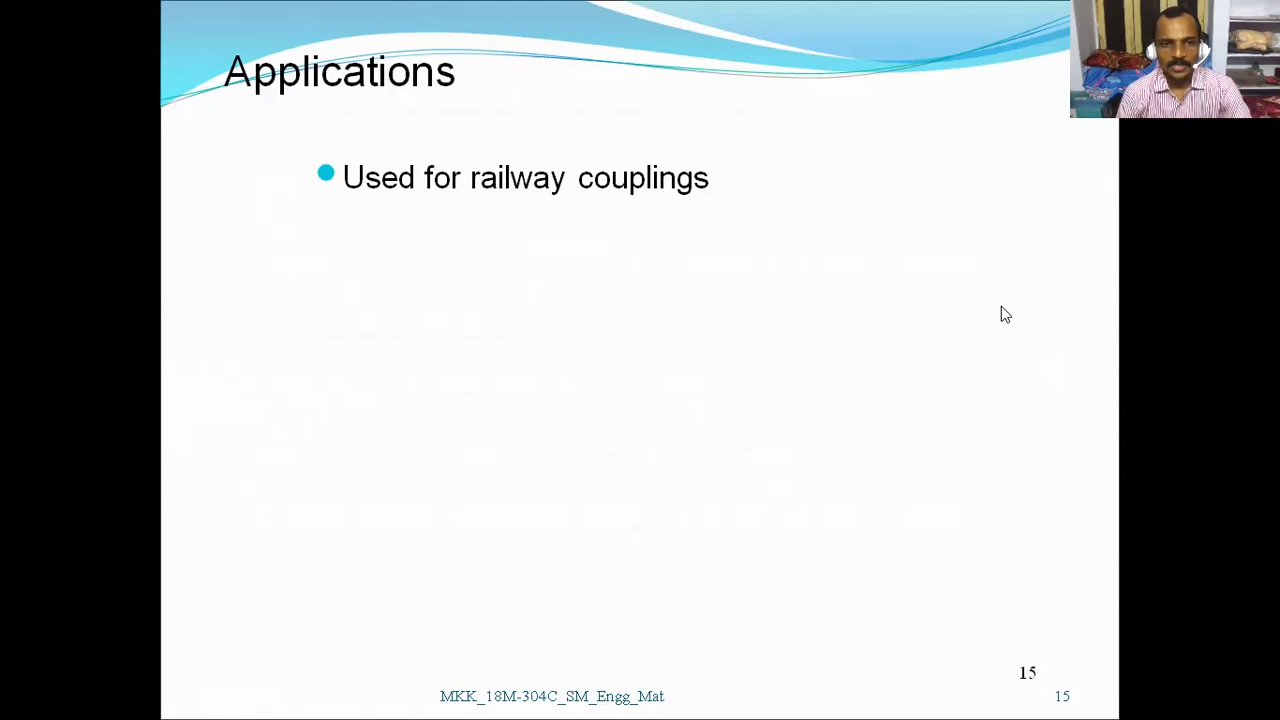 Applications
Used for railway couplings
15
MKK_18M-304C_SM_Engg_Mat
15